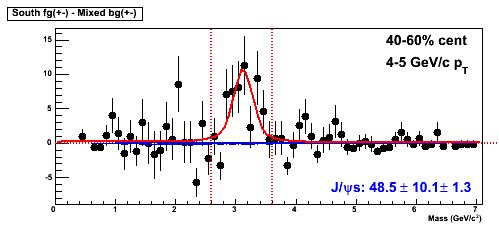 South fg(+-) - Mixed bg(+-)
40-60% cent
4-5 GeV/c pT
15
10
5
0
-5
J/ψs: 48.5 ± 10.1 ± 1.3
0 1 2 3 4 5 6 7
Mass (GeV/c²)